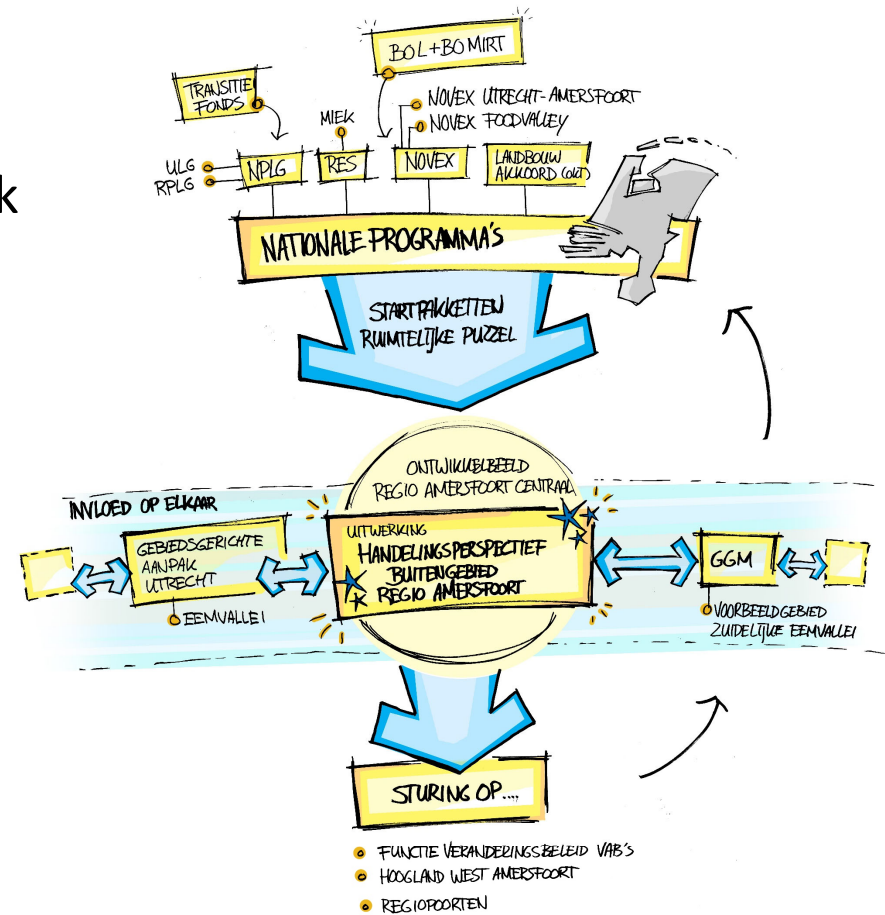 BOL+BO MIRT
TRANSITIE
FONDS
MIEK
NOVEX UTRECHT-AMERSFOORT
NOVEX FOODVALLEY
ULG
RPLG
NPLG
RES
NOVEX
LANDBOUW
AKKOORD (OKT)
k
NATIONALE PROGRAMMA'S
STARTPAKKETTEN
RUIMTELIJKE PUZZEL
ONTWIKKELBEELD
REGIO AMERSFOORT CENTRAAL
INVLOED OP ELKAAR
GEBIEDSGERICHTE
AANPAK
UTRECHT
EEMVALLEI
UITWERKING
HANDELINGSPERSPECTIEF
BUITENGEBIED
REGIO AMERSFOORT
GGM
VOORBEELDGEBIED
ZUIDELIJKE EEMVALLEI
STURING OP....
FUNCTIE VERANDERINGSBELEID VAB'S
HOOGLAND WEST AMERSFOORT
REGIOPOORTEN